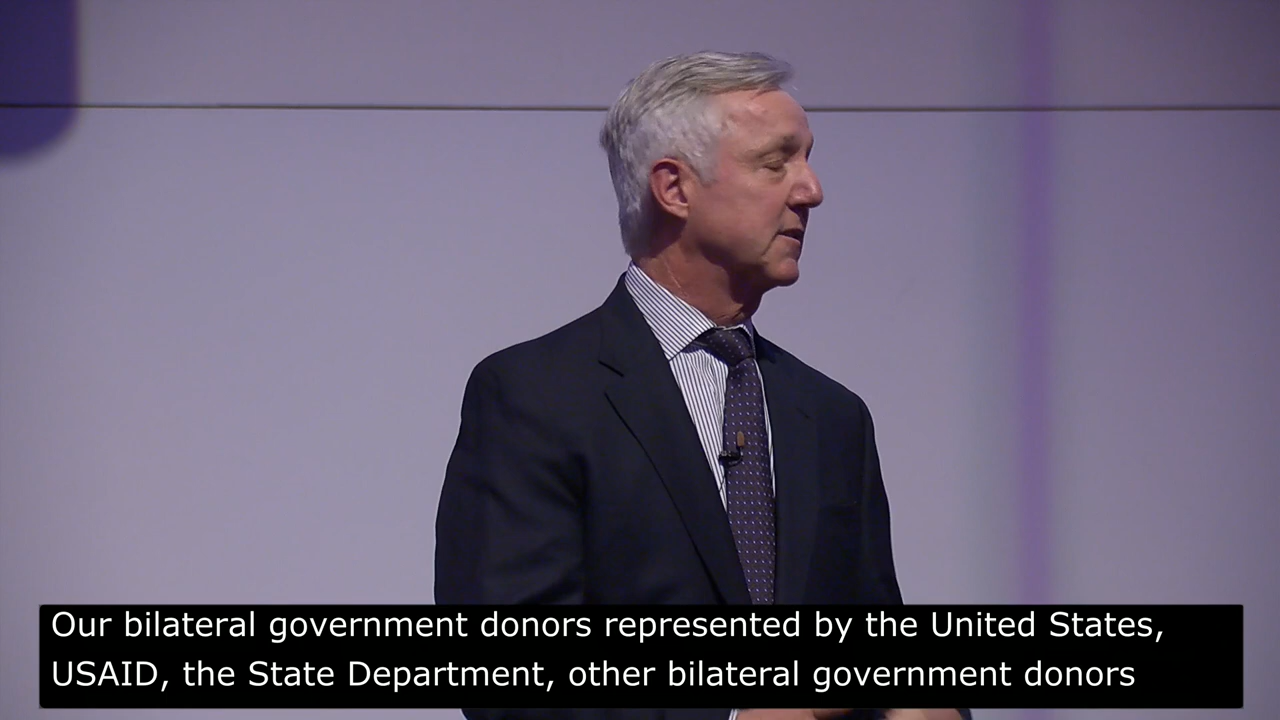 Our bilateral government donors represented by the United States,
USAID, the State Department, other bilateral government donors